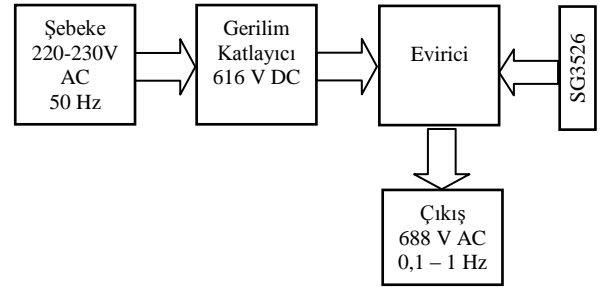 Şebeke
220-230V
AC
50 Hz
Gerilim
Katlayıcı
616 V DC
Evirici
SG3526
Çıkış
688 V AC
0,1 – 1 Hz